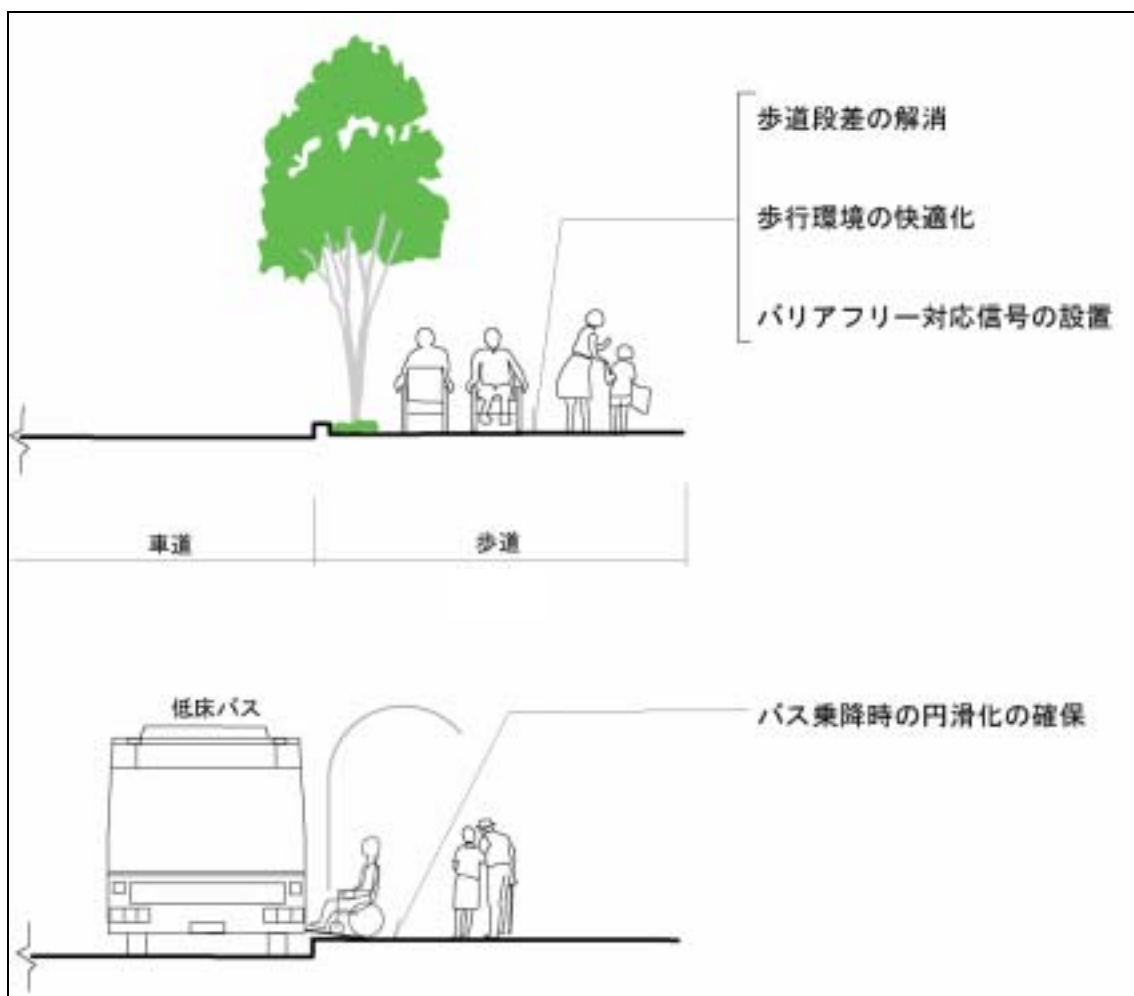 歩道段差の解消
歩行環境の快適化
バリアフリー対応信号の設置
車道
歩道
低床バス
バス乗降時の円滑化の確保